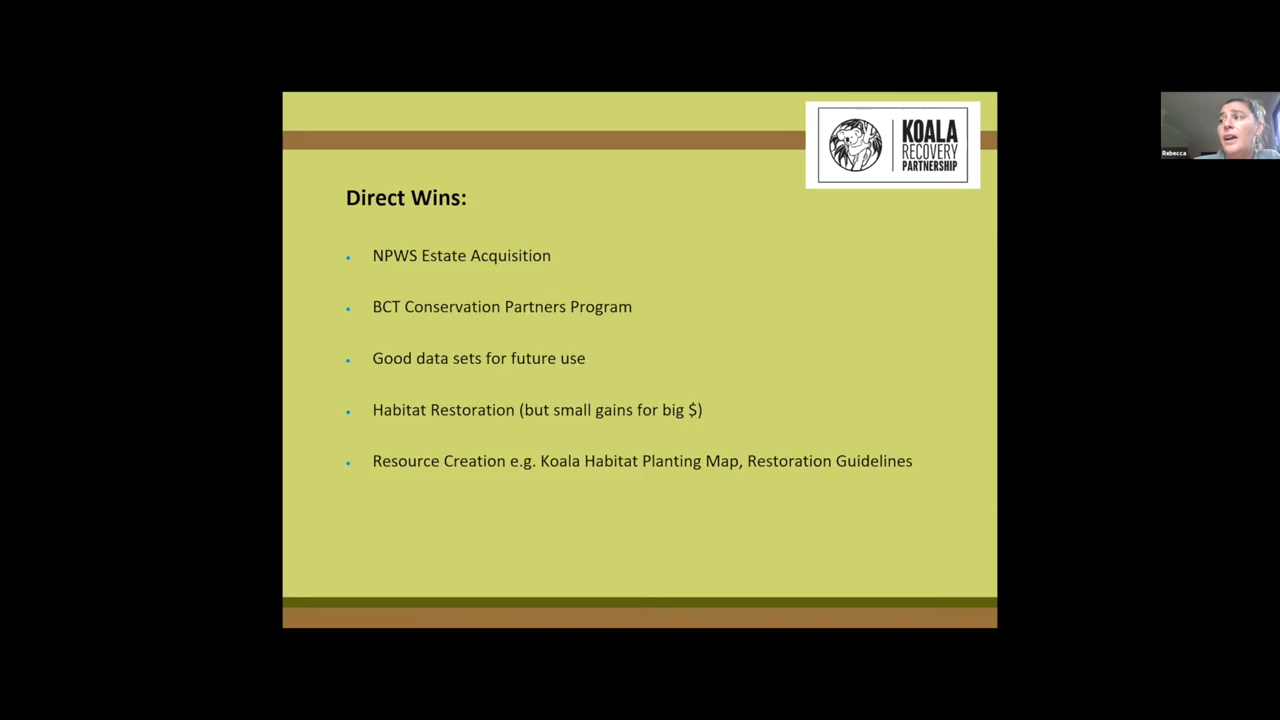 KOALA
RECOVERY
PARTNERSHIP
Rebecca
Direct Wins:
NPWS Estate Acquisition
BCT Conservation Partners Program
Good data sets for future use
Habitat Restoration (but small gains for big $)
Resource Creation e.g. Koala Habitat Planting Map, Restoration Guidelines